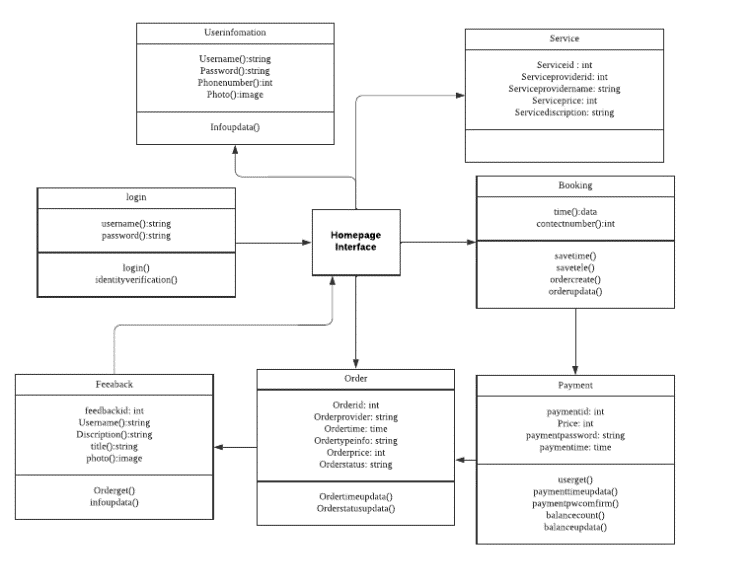 Userinfomation
Username():string
Password():string
Phonenumber():int
Photo():image
Infoupdata()
Service
Serviceid : int
Serviceproviderid: int
Serviceprovidername: string
Serviceprice: int
Servicediscription: string
login
username():string
password():string
login()
identityverification()
Homepage
Interface
Booking
time():data
contectnumber():int
savetime()
savetele()
ordercreate()
orderupdata()
Feeaback
feedbackid: int
Username():string
Discription():string
title():string
photo():image
Orderget()
infoupdata()
Order
Orderid: int
Orderprovider: string
Ordertime: time
Ordertypeinfo: string
Orderprice: int
Orderstatus: string
Ordertimeupdata()
Orderstatusupdata()
Payment
paymentid: int
Price: int
paymentpassword: string
paymentime: time
userget()
paymenttimeupdata()
paymentpwcomfirm()
balancecount()
balanceupdata()